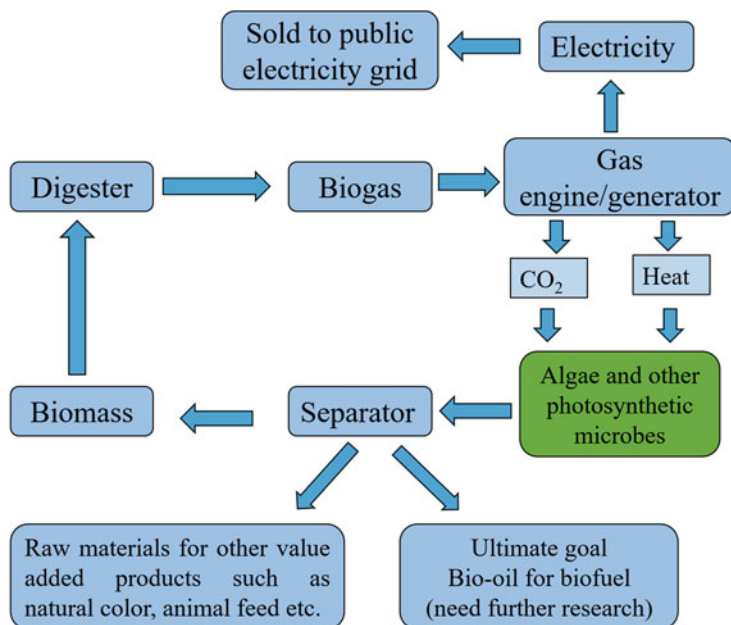 Sold to public
electricity grid
Electricity
Digester
Biogas
Gas
engine/generator
CO₂
Heat
Algae and other
photosynthetic
microbes
Separator
Biomass
Raw materials for other value
added products such as
natural color, animal feed etc.
Ultimate goal
Bio-oil for biofuel
(need further research)